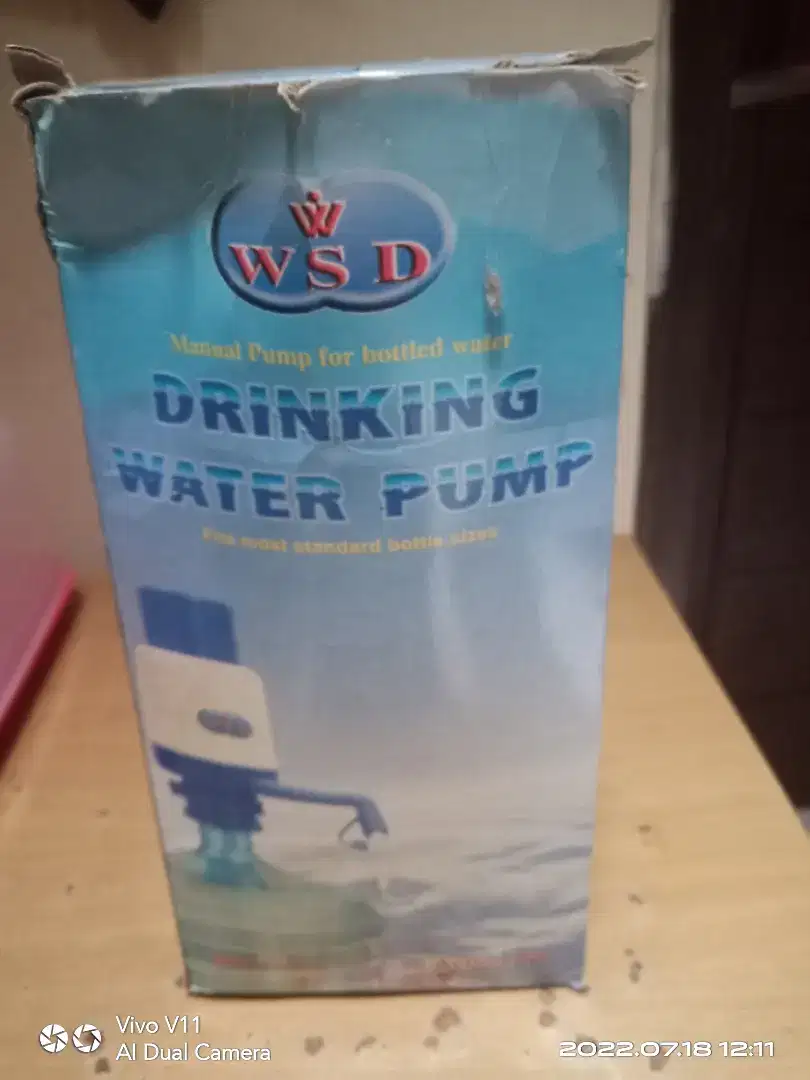 W
WSD
Manual Pump for bottled water
DRINKING
WATER PUMP
Fits most standard bottle sizes
Vivo V11
AI Dual Camera
2022.07.18 12:11